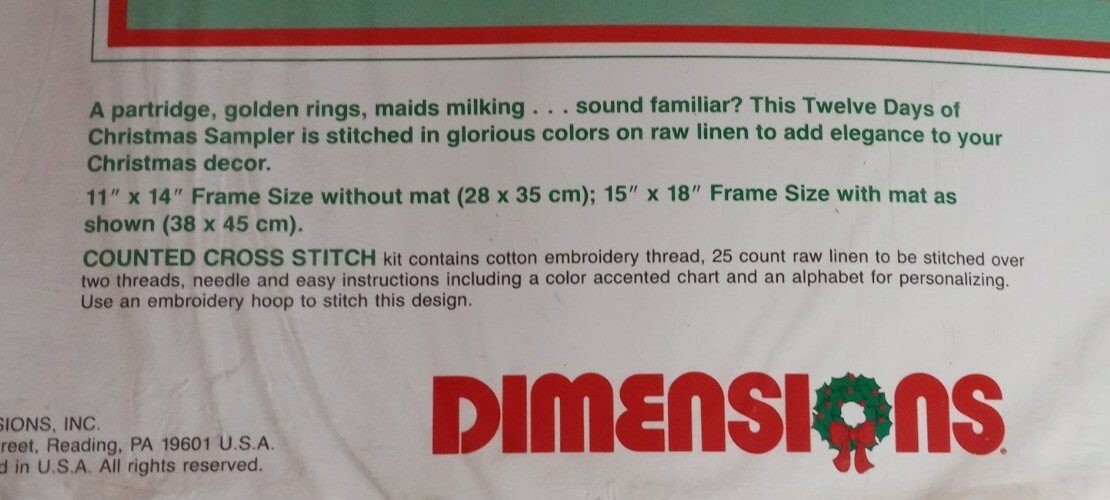 A partridge, golden rings, maids milking . . . sound familiar? This Twelve Days of
Christmas Sampler is stitched in glorious colors on raw linen to add elegance to your
Christmas decor.
11" x 14" Frame Size without mat (28 x 35 cm); 15" x 18" Frame Size with mat as
shown (38 x 45 cm).
COUNTED CROSS STITCH kit contains cotton embroidery thread, 25 count raw linen to be stitched over
two threads, needle and easy instructions including a color accented chart and an alphabet for personalizing.
Use an embroidery hoop to stitch this design.
DIMENSIONS
SIONS, INC.
reet, Reading, PA 19601 U.S.A.
d in U.S.A. All rights reserved.